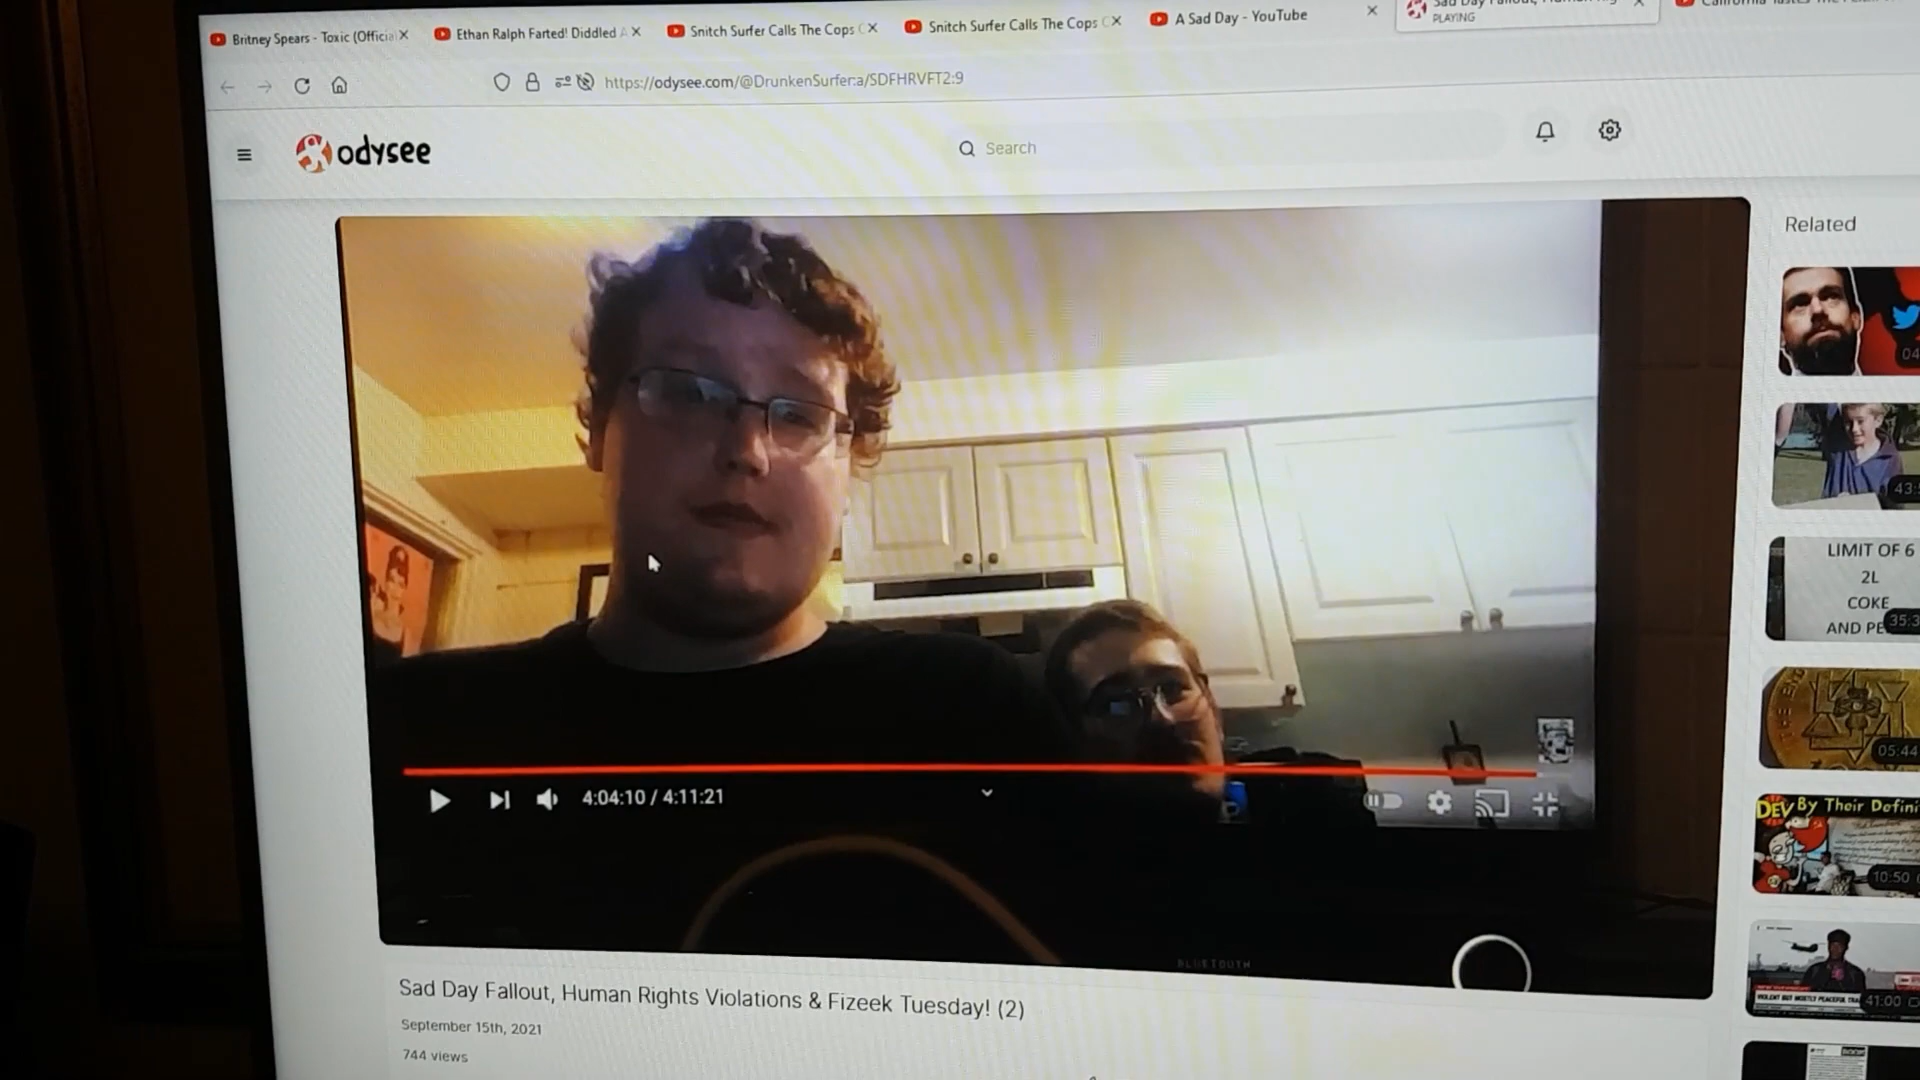 Britney Spears - Toxic (Officia
Ethan Ralph Farted! Diddled A
Snitch Surfer Calls The Cops
Snitch Surfer Calls The Cops
A Sad Day - YouTube
PLAYING
https://odysee.com/@DrunkenSurfer:a/SDFHRVFT2:9
odysee
Search
Related
04
43:
LIMIT OF 6
2L
COKE
AND PE
35:3
05:44
DEV By Their Defini
10:50
41:00
4:04:10 / 4:11:21
BLUETOOTH
Sad Day Fallout, Human Rights Violations & Fizeek Tuesday! (2)
September 15th, 2021
744 views